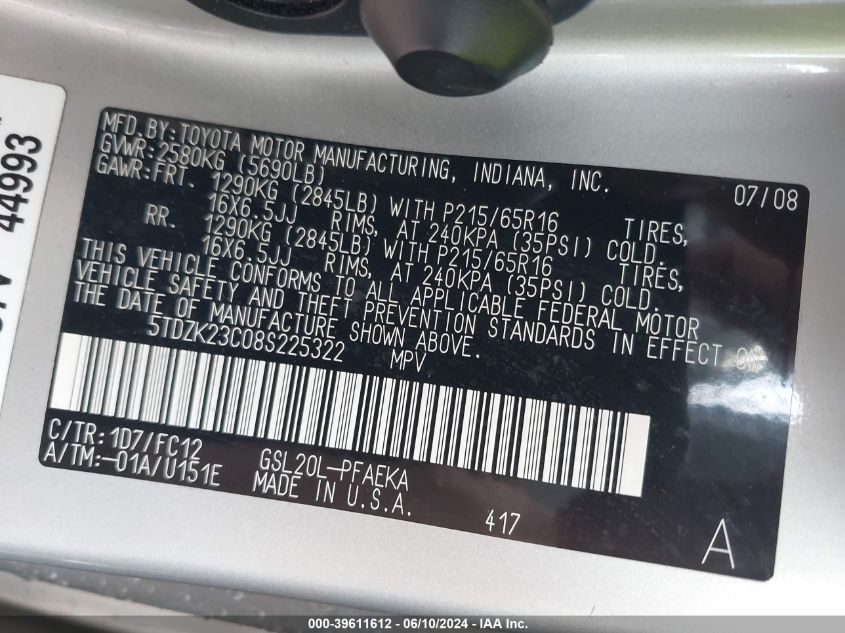 MFD.BY:TOYOTA MOTOR MANUFACTURING, INDIANA, INC. 07/08
GVWR:2580KG (5690LB)
GAWR:FRT. 1290KG (2845LB) WITH P215/65R16 TIRES,
16X6.5JJ RIMS, AT 240KPA (35PSI) COLD.
RR. 1290KG (2845LB) WITH P215/65R16 TIRES,
16X6.5JJ RIMS, AT 240KPA (35PSI) COLD.
THIS VEHICLE CONFORMS TO ALL APPLICABLE FEDERAL MOTOR
VEHICLE SAFETY AND THEFT PREVENTION STANDARDS IN EFFECT ON
THE DATE OF MANUFACTURE SHOWN ABOVE.
5TDZK23C08S225322 MPV
C/TR:1D7/FC12
A/TM:-01A/U151E
GSL20L-PFAEKA
MADE IN U.S.A.
417
A
44993
000-39611612 - 06/10/2024 - IAA Inc.